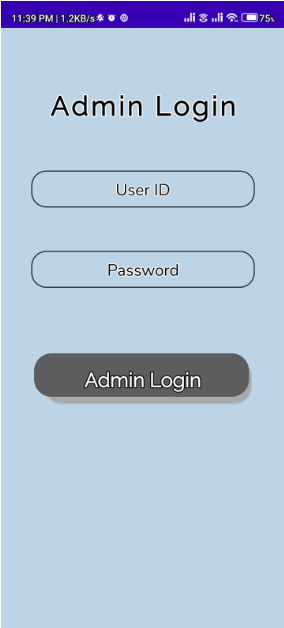 11:39 PM | 1.2KB/s 75%
Admin Login
User ID
Password
Admin Login